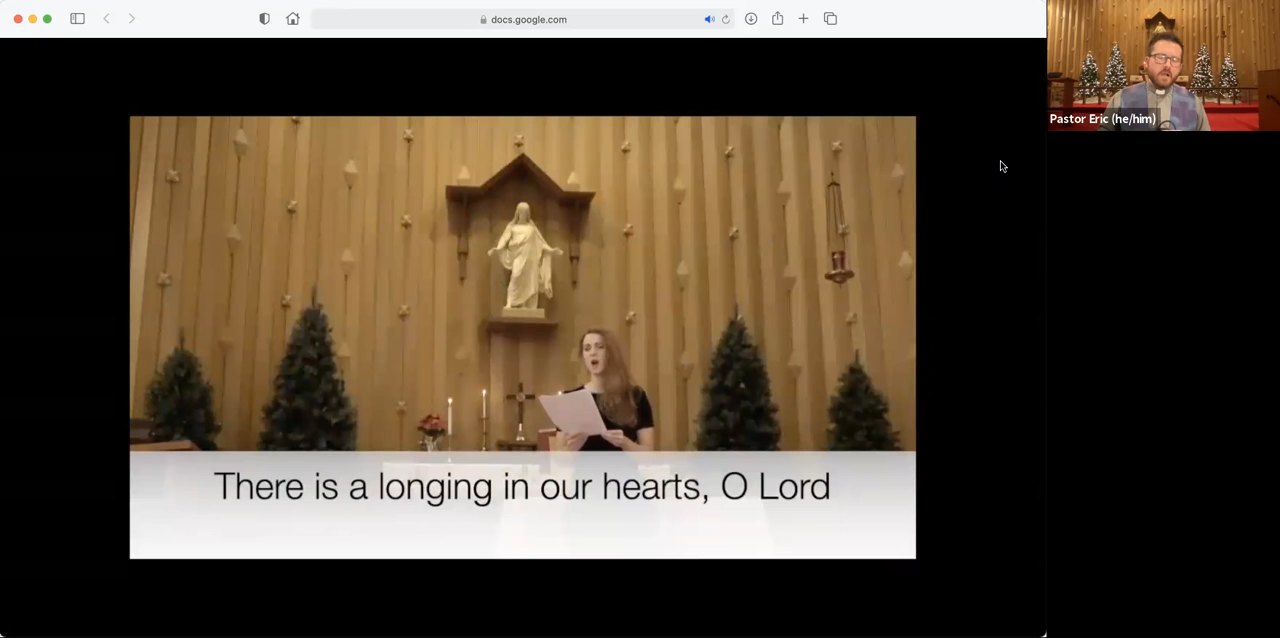 docs.google.com
Pastor Eric (he/him)
There is a longing in our hearts, O Lord